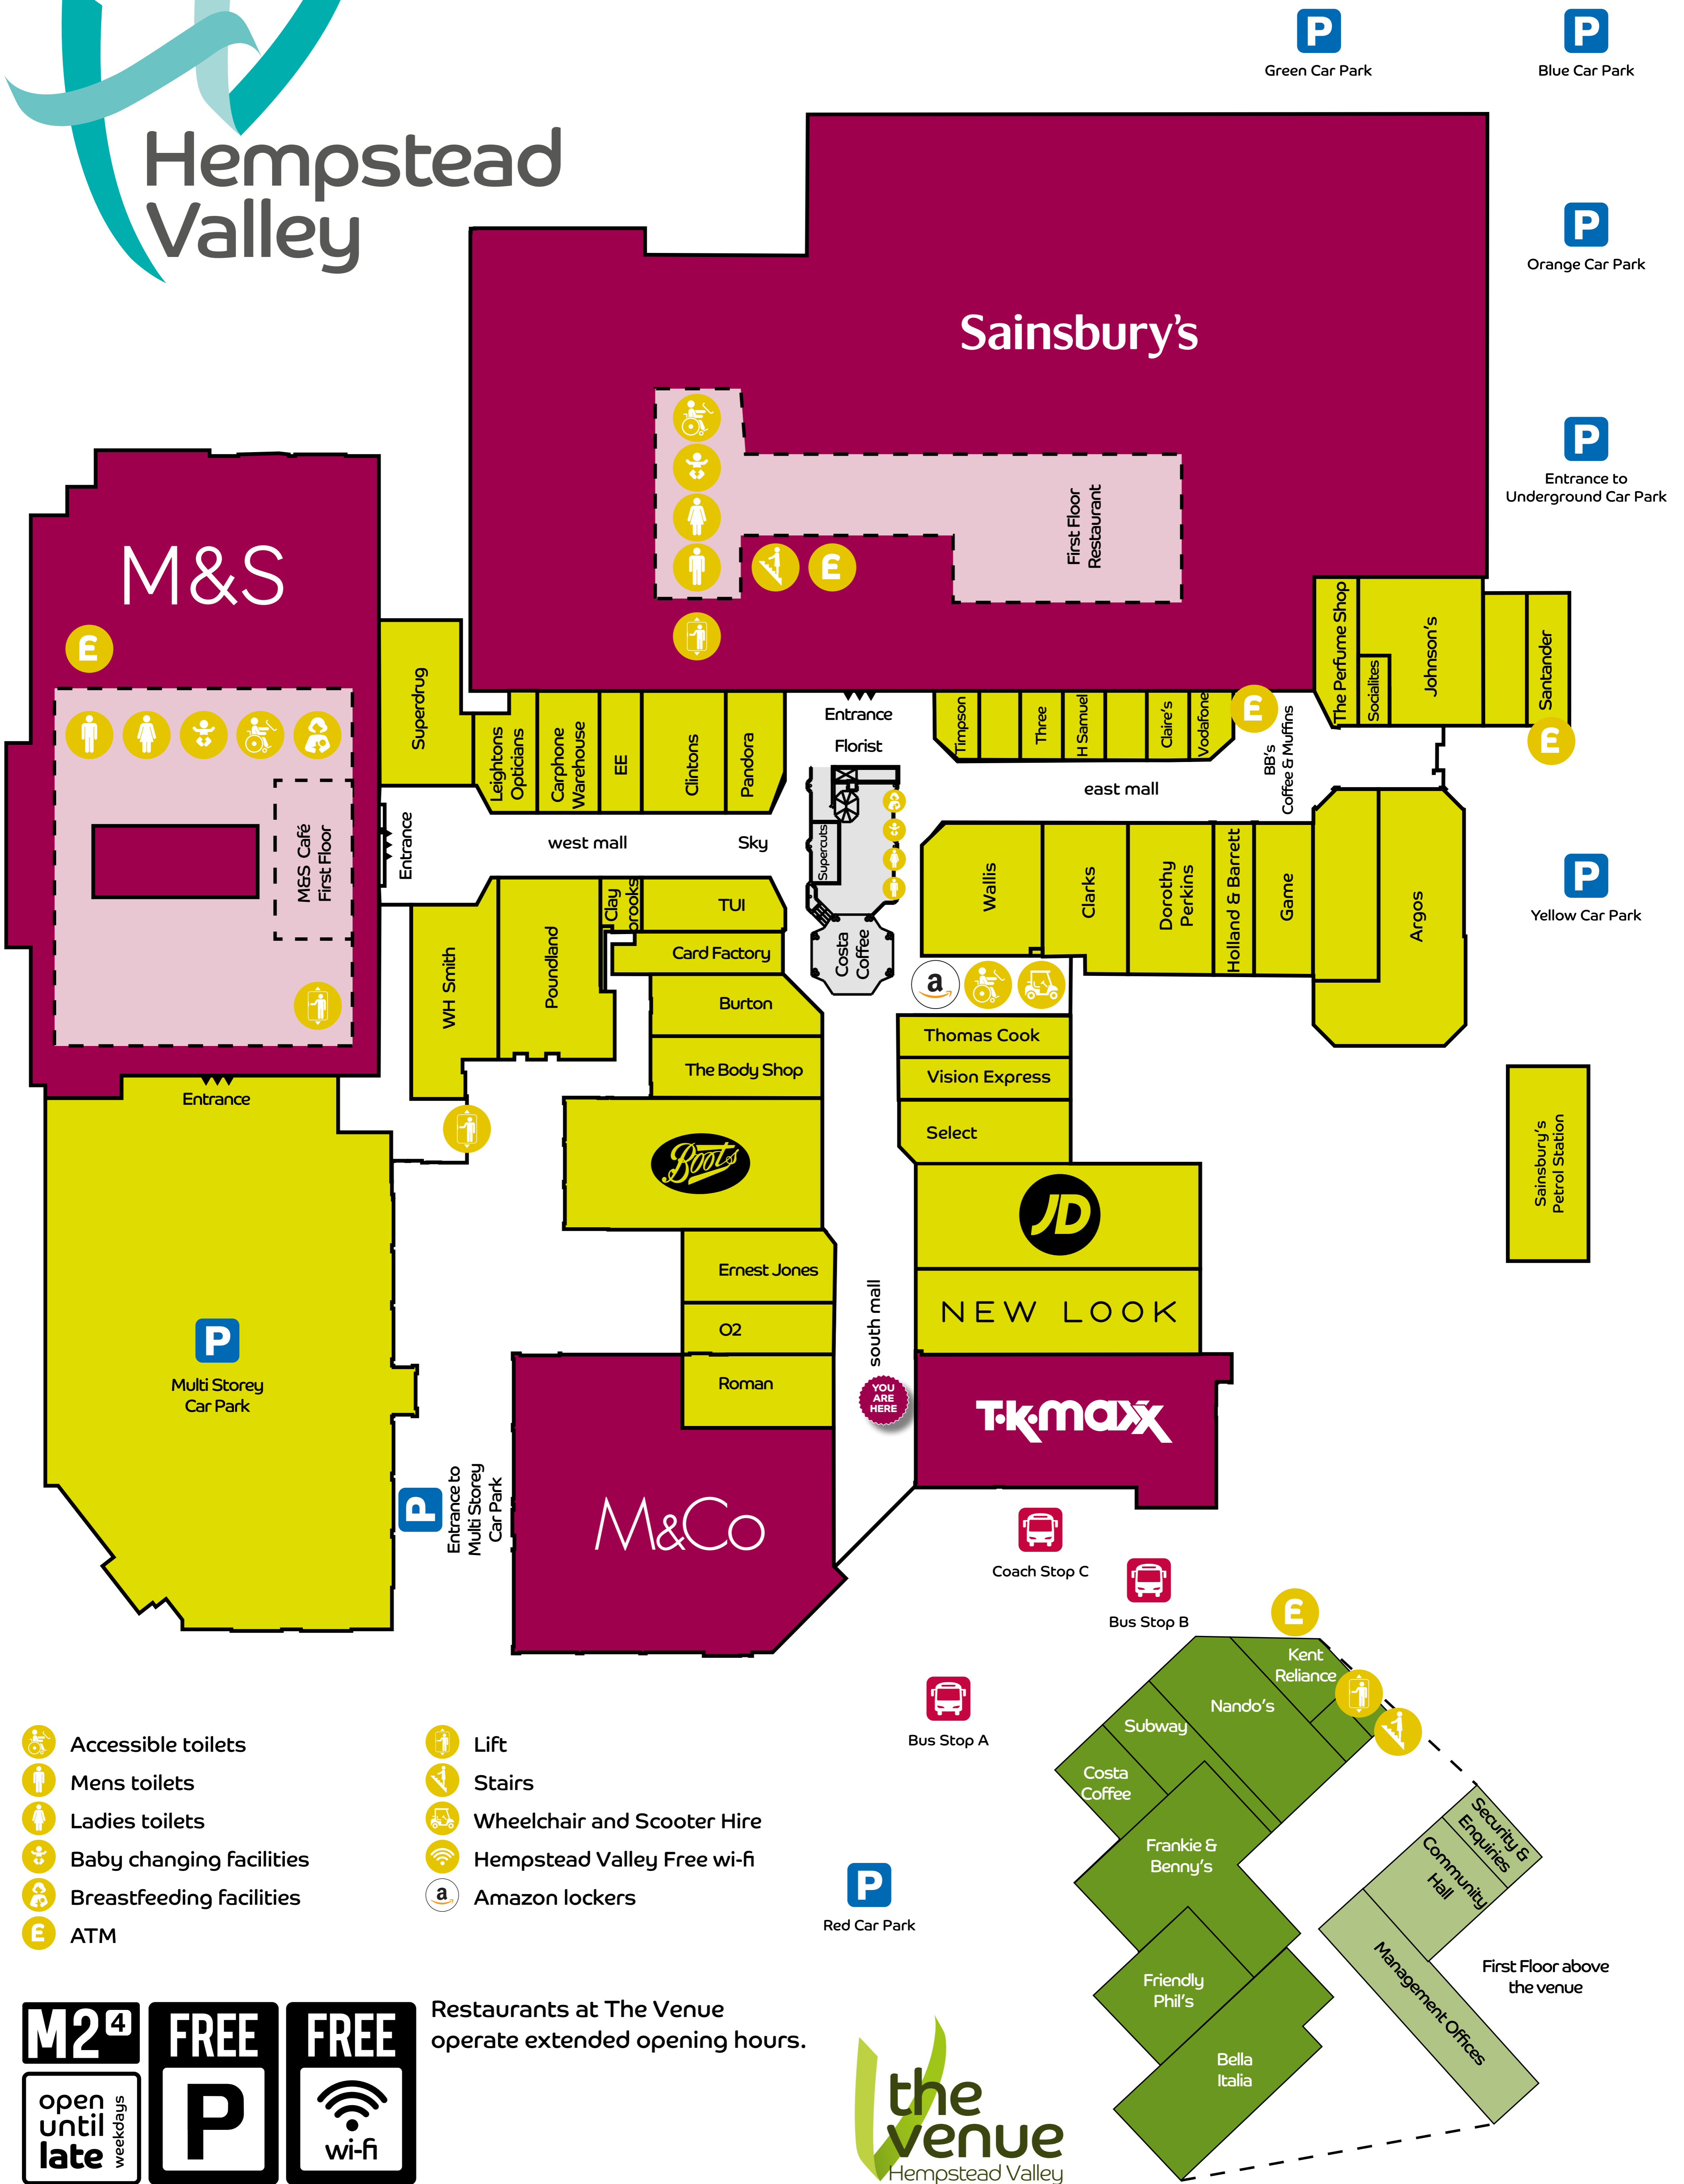 Hempstead
Valley
P
Green Car Park
P
Blue Car Park
P
Orange Car Park
P
Entrance to
Underground Car Park
P
Yellow Car Park
Sainsbury's
First Floor
Restaurant
£
M&S
£
M&S Café
First Floor
Entrance
Entrance
Superdrug
Leightons
Opticians
Carphone
Warehouse
EE
Clintons
Pandora
Entrance
Florist
Supercuts
Costa
Coffee
Timpson
Three
H Samuel
Claire's
Vodafone
£
BB's
Coffee & Muffins
The Perfume Shop
Socialites
Johnson's
Santander
£
west mall
Sky
east mall
WH Smith
Poundland
Clay
brooks
TUI
Card Factory
Burton
The Body Shop
Boots
Ernest Jones
O2
Roman
M&Co
Wallis
Clarks
Dorothy
Perkins
Holland & Barrett
Game
Argos
a
Thomas Cook
Vision Express
Select
JD
NEW LOOK
T·K·maxx
south mall
YOU
ARE
HERE
Sainsbury's
Petrol Station
P
Multi Storey
Car Park
P
Entrance to
Multi Storey
Car Park
Coach Stop C
Bus Stop B
Bus Stop A
P
Red Car Park
£
Kent
Reliance
Nando's
Subway
Costa
Coffee
Frankie &
Benny's
Friendly
Phil's
Bella
Italia
Security &
Enquiries
Community
Hall
Management Offices
First Floor above
the venue
Accessible toilets
Mens toilets
Ladies toilets
Baby changing facilities
Breastfeeding facilities
£ ATM
Lift
Stairs
Wheelchair and Scooter Hire
Hempstead Valley Free wi-fi
a Amazon lockers
M2 4
open
until
late
weekdays
FREE
P
FREE
wi-fi
Restaurants at The Venue
operate extended opening hours.
the
venue
Hempstead Valley